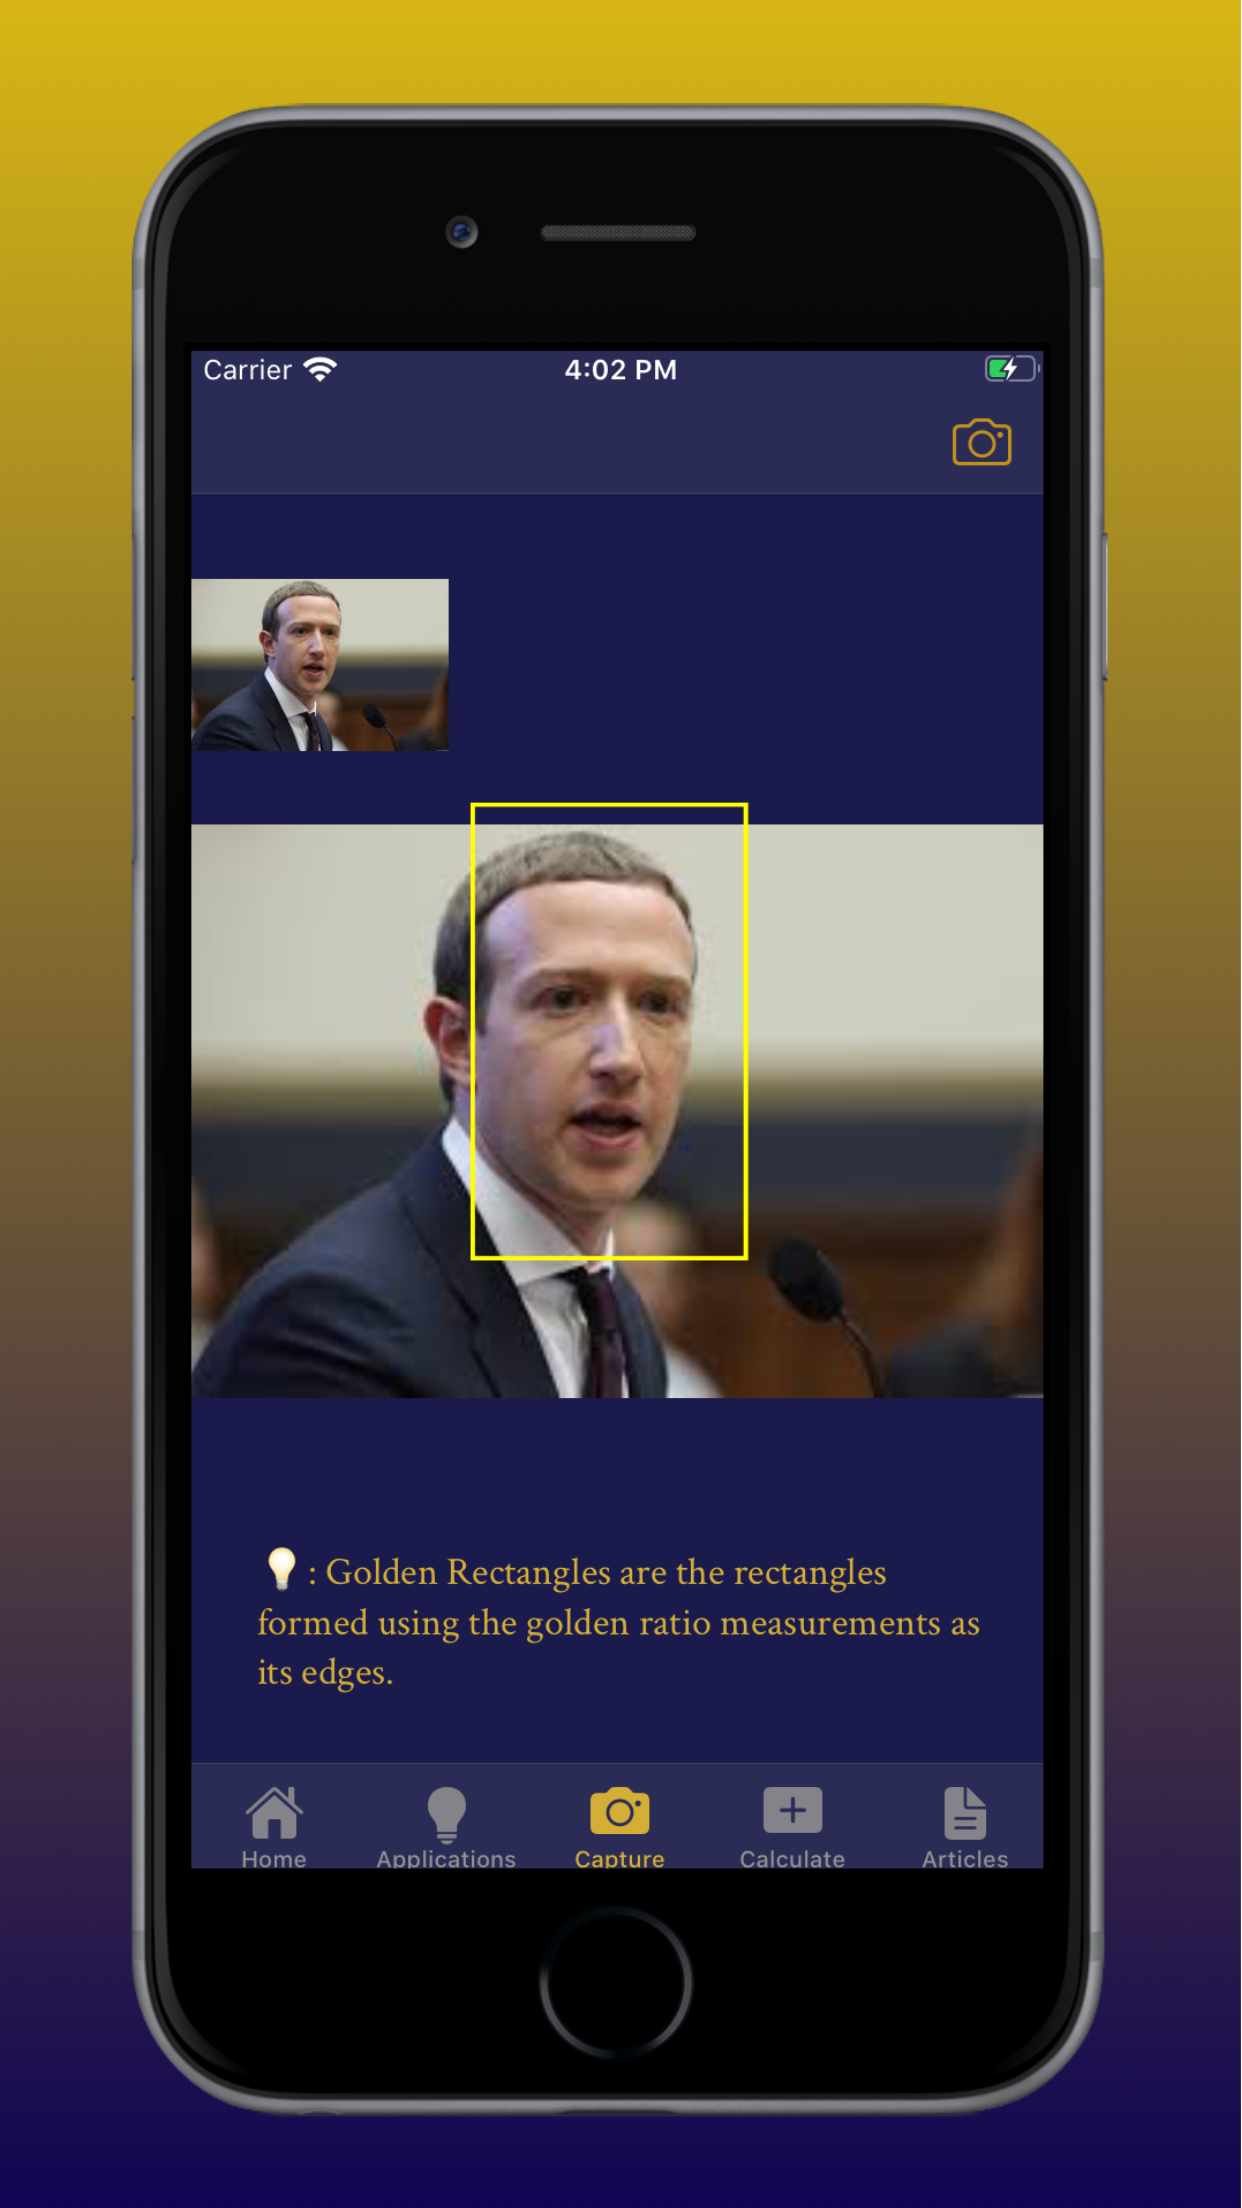 Carrier 4:02 PM
💡 : Golden Rectangles are the rectangles
formed using the golden ratio measurements as
its edges.
Home Applications Capture Calculate Articles